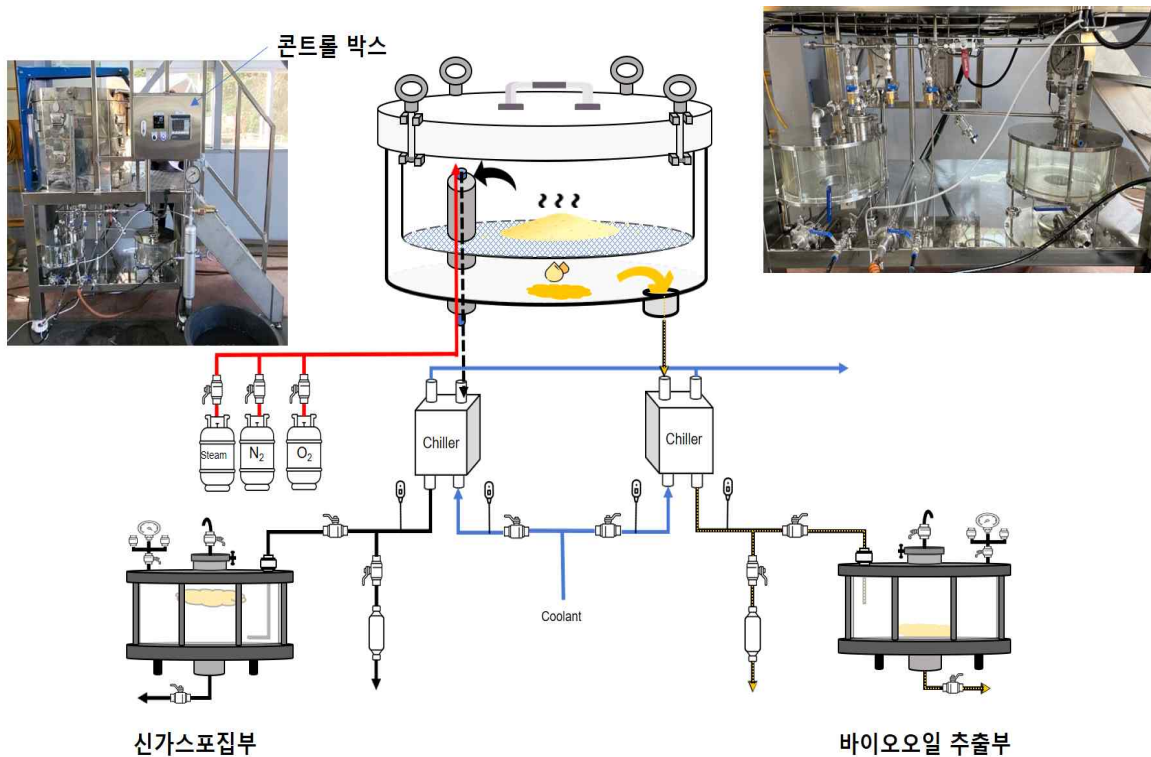 콘트롤 박스
Steam
N₂
O₂
Chiller
Chiller
Coolant
신가스포집부
바이오오일 추출부